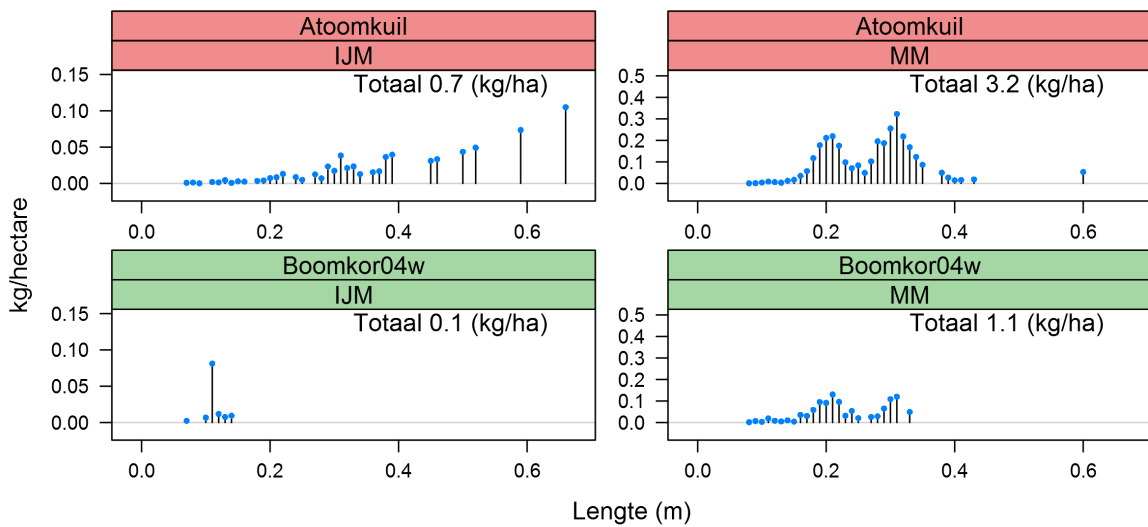 Atoomkuil
IJM
Totaal 0.7 (kg/ha)
0.15
0.10
0.05
0.00
0.0 0.2 0.4 0.6
Atoomkuil
MM
Totaal 3.2 (kg/ha)
0.5
0.4
0.3
0.2
0.1
0.0
0.0 0.2 0.4 0.6
kg/hectare
Boomkor04w
IJM
Totaal 0.1 (kg/ha)
0.15
0.10
0.05
0.00
0.0 0.2 0.4 0.6
Boomkor04w
MM
Totaal 1.1 (kg/ha)
0.5
0.4
0.3
0.2
0.1
0.0
0.0 0.2 0.4 0.6
Lengte (m)